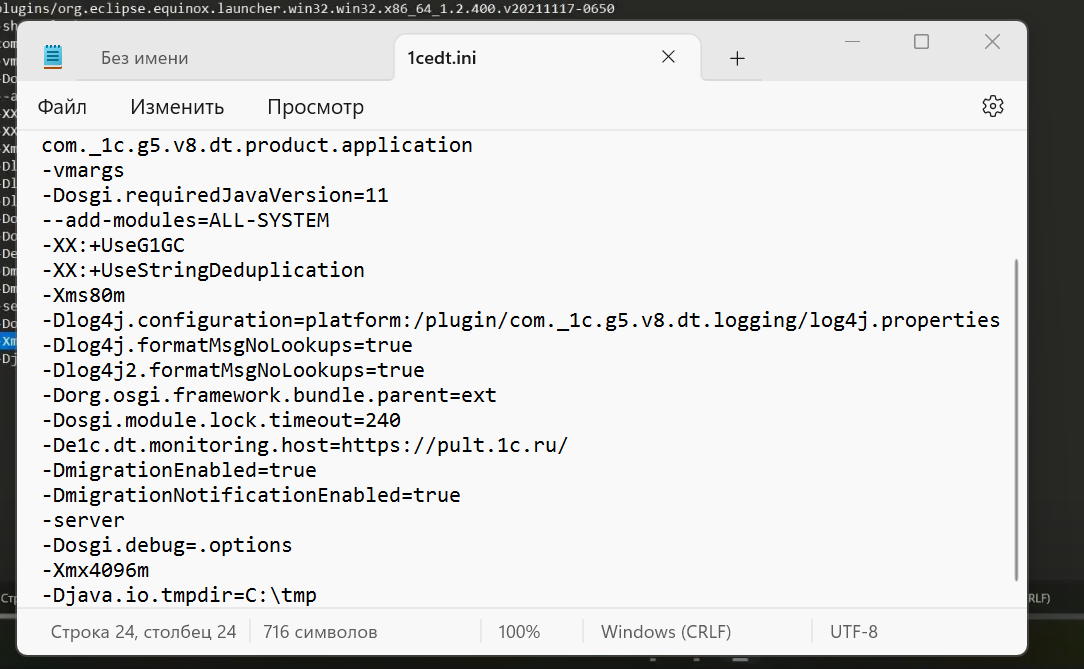 plugins/org.eclipse.equinox.launcher.win32.win32.x86_64_1.2.400.v20211117-0650
Без имени
1cedt.ini
Файл Изменить Просмотр
com._1c.g5.v8.dt.product.application
-vmargs
-Dosgi.requiredJavaVersion=11
--add-modules=ALL-SYSTEM
-XX:+UseG1GC
-XX:+UseStringDeduplication
-Xms80m
-Dlog4j.configuration=platform:/plugin/com._1c.g5.v8.dt.logging/log4j.properties
-Dlog4j.formatMsgNoLookups=true
-Dlog4j2.formatMsgNoLookups=true
-Dorg.osgi.framework.bundle.parent=ext
-Dosgi.module.lock.timeout=240
-De1c.dt.monitoring.host=https://pult.1c.ru/
-DmigrationEnabled=true
-DmigrationNotificationEnabled=true
-server
-Dosgi.debug=.options
-Xmx4096m
-Djava.io.tmpdir=C:\tmp
Строка 24, столбец 24 716 символов 100% Windows (CRLF) UTF-8